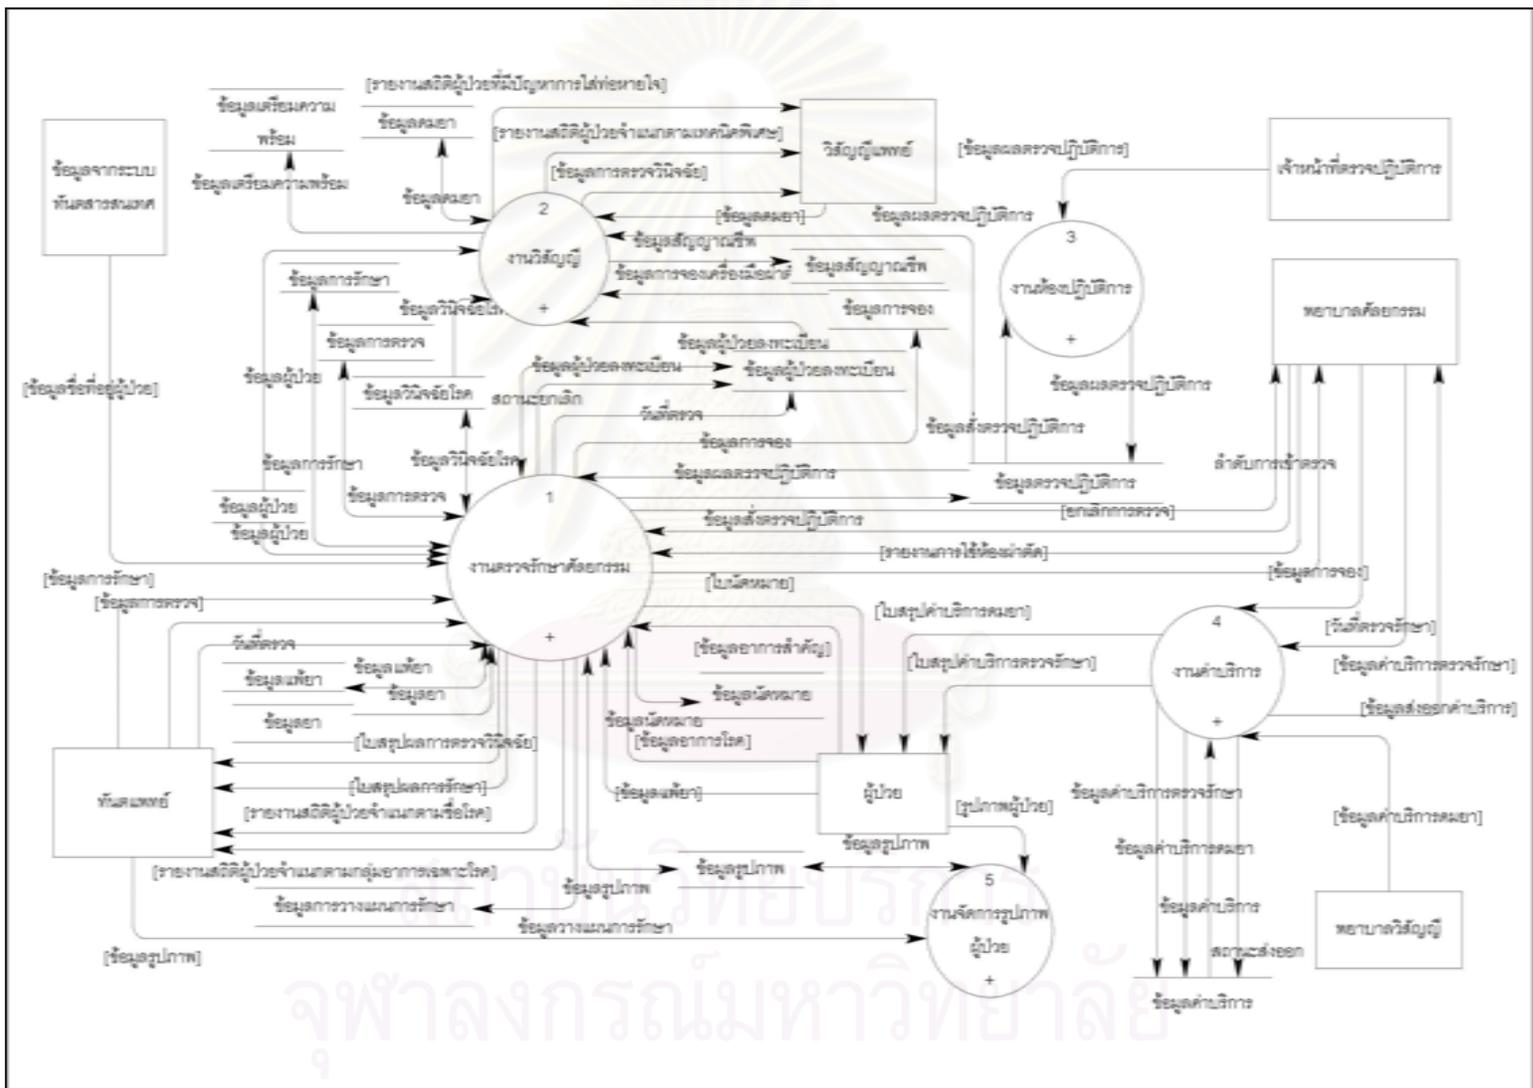 [รายงานสถิติผู้ป่วยที่มีปัญหาการใส่ท่อหายใจ]
ข้อมูลเตรียมความ
พร้อม
ข้อมูลดมยา
[รายงานสถิติผู้ป่วยจำแนกตามเทคนิคพิเศษ]
วิสัญญีแพทย์
[ข้อมูลผลตรวจปฏิบัติการ]
เจ้าหน้าที่ตรวจปฏิบัติการ
ข้อมูลจากระบบ
ทันตสารสนเทศ
ข้อมูลเตรียมความพร้อม
ข้อมูลดมยา
[ข้อมูลการตรวจวินิจฉัย]
[ข้อมูลดมยา]
ข้อมูลผลตรวจปฏิบัติการ
2
งานวิสัญญี
+
ข้อมูลสัญญาณชีพ
ข้อมูลสัญญาณชีพ
3
งานห้องปฏิบัติการ
+
ข้อมูลการรักษา
ข้อมูลการจองเครื่องมือผ่าตั
ข้อมูลวินิจฉัยโร
ข้อมูลการจอง
พยาบาลศัลยกรรม
ข้อมูลการตรวจ
ข้อมูลผู้ป่วยลงทะเบียน
ข้อมูลผู้ป่วย
ข้อมูลผู้ป่วยลงทะเบียน
ข้อมูลผู้ป่วยลงทะเบียน
[ข้อมูลชื่อที่อยู่ผู้ป่วย]
ข้อมูลวินิจฉัยโรค
สถานะยกเลิก
วันที่ตรวจ
ข้อมูลผลตรวจปฏิบัติการ
ข้อมูลสั่งตรวจปฏิบัติการ
ข้อมูลการจอง
ข้อมูลการรักษา
ข้อมูลวินิจฉัยโรค
ข้อมูลผลตรวจปฏิบัติการ
ลำดับการเข้าตรวจ
ข้อมูลการตรวจ
ข้อมูลตรวจปฏิบัติการ
ข้อมูลผู้ป่วย
ข้อมูลผู้ป่วย
1
งานตรวจรักษาศัลยกรรม
+
ข้อมูลสั่งตรวจปฏิบัติการ
[ยกเลิกการตรวจ]
[รายงานการใช้ห้องผ่าตัด]
[ข้อมูลการจอง]
[ข้อมูลการรักษา]
[ข้อมูลการตรวจ]
[ใบนัดหมาย]
[ใบสรุปค่าบริการดมยา]
4
งานค่าบริการ
+
[วันที่ตรวจรักษา]
วันที่ตรวจ
[ข้อมูลอาการสำคัญ]
[ใบสรุปค่าบริการตรวจรักษา]
[ข้อมูลค่าบริการตรวจรักษา]
ข้อมูลแพ้ยา
ข้อมูลแพ้ยา
ข้อมูลยา
ข้อมูลนัดหมาย
[ข้อมูลส่งออกค่าบริการ]
ข้อมูลยา
ข้อมูลนัดหมาย
[ใบสรุปผลการตรวจวินิจฉัย]
[ข้อมูลอาการโรค]
ทันตแพทย์
[ใบสรุปผลการรักษา]
[ข้อมูลแพ้ยา]
ผู้ป่วย
[รูปภาพผู้ป่วย]
ข้อมูลค่าบริการตรวจรักษา
[ข้อมูลค่าบริการดมยา]
[รายงานสถิติผู้ป่วยจำแนกตามชื่อโรค]
ข้อมูลรูปภาพ
ข้อมูลค่าบริการดมยา
[รายงานสถิติผู้ป่วยจำแนกตามกลุ่มอาการเฉพาะโรค]
ข้อมูลรูปภาพ
ข้อมูลรูปภาพ
5
งานจัดการรูปภาพ
ผู้ป่วย
+
ข้อมูลการวางแผนการรักษา
ข้อมูลวางแผนการรักษา
ข้อมูลค่าบริการ
พยาบาลวิสัญญี
สถานะส่งออก
[ข้อมูลรูปภาพ]
ข้อมูลค่าบริการ
สถาบันวิทยบริการ
จุฬาลงกรณ์มหาวิทยาลัย